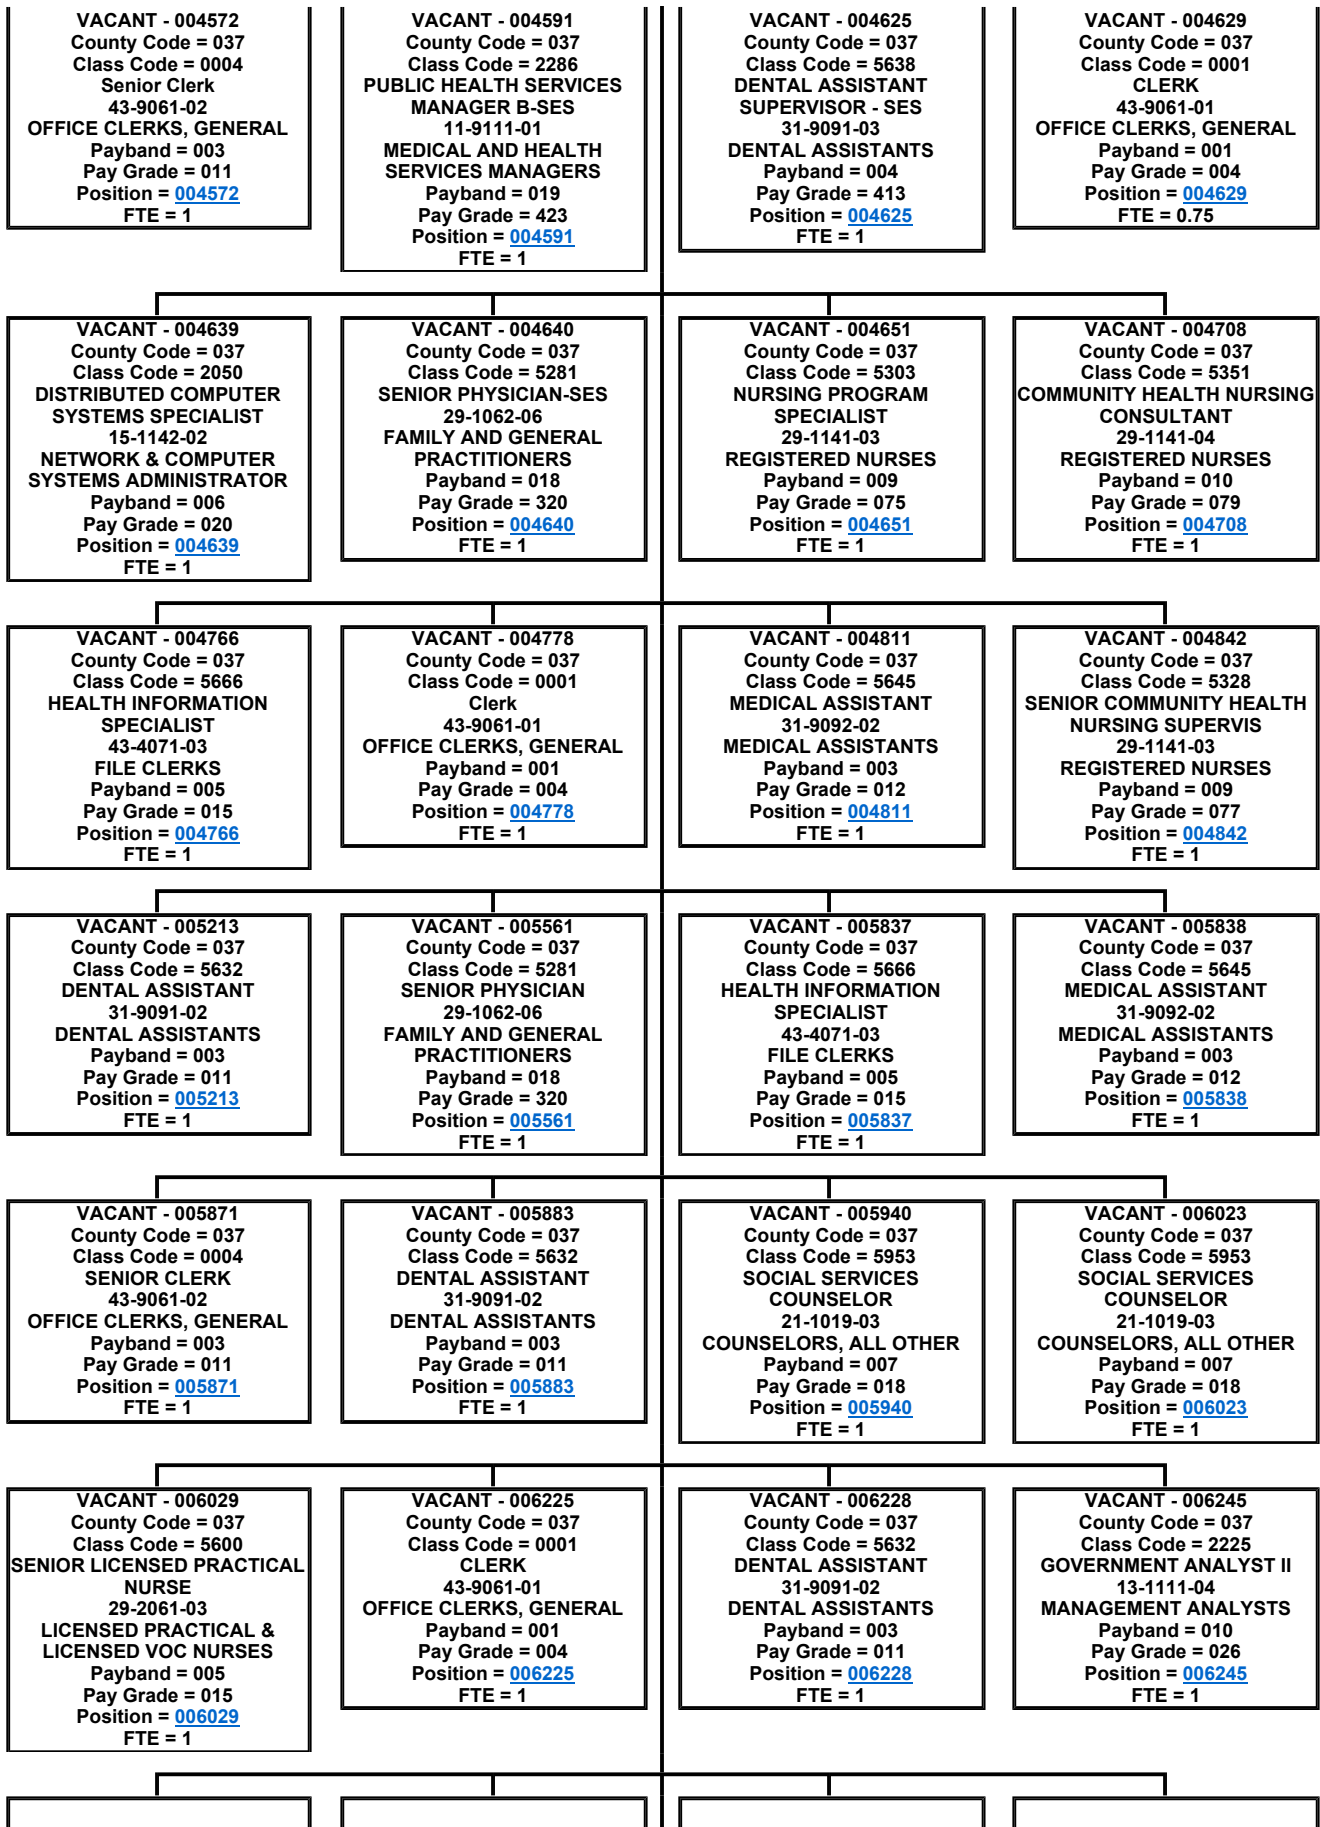 VACANT - 004572
County Code = 037
Class Code = 0004
Senior Clerk
43-9061-02
OFFICE CLERKS, GENERAL
Payband = 003
Pay Grade = 011
Position = 004572
FTE = 1
VACANT - 004591
County Code = 037
Class Code = 2286
PUBLIC HEALTH SERVICES
MANAGER B-SES
11-9111-01
MEDICAL AND HEALTH
SERVICES MANAGERS
Payband = 019
Pay Grade = 423
Position = 004591
FTE = 1
VACANT - 004625
County Code = 037
Class Code = 5638
DENTAL ASSISTANT
SUPERVISOR - SES
31-9091-03
DENTAL ASSISTANTS
Payband = 004
Pay Grade = 413
Position = 004625
FTE = 1
VACANT - 004629
County Code = 037
Class Code = 0001
CLERK
43-9061-01
OFFICE CLERKS, GENERAL
Payband = 001
Pay Grade = 004
Position = 004629
FTE = 0.75
VACANT - 004639
County Code = 037
Class Code = 2050
DISTRIBUTED COMPUTER
SYSTEMS SPECIALIST
15-1142-02
NETWORK & COMPUTER
SYSTEMS ADMINISTRATOR
Payband = 006
Pay Grade = 020
Position = 004639
FTE = 1
VACANT - 004640
County Code = 037
Class Code = 5281
SENIOR PHYSICIAN-SES
29-1062-06
FAMILY AND GENERAL
PRACTITIONERS
Payband = 018
Pay Grade = 320
Position = 004640
FTE = 1
VACANT - 004651
County Code = 037
Class Code = 5303
NURSING PROGRAM
SPECIALIST
29-1141-03
REGISTERED NURSES
Payband = 009
Pay Grade = 075
Position = 004651
FTE = 1
VACANT - 004708
County Code = 037
Class Code = 5351
COMMUNITY HEALTH NURSING
CONSULTANT
29-1141-04
REGISTERED NURSES
Payband = 010
Pay Grade = 079
Position = 004708
FTE = 1
VACANT - 004766
County Code = 037
Class Code = 5666
HEALTH INFORMATION
SPECIALIST
43-4071-03
FILE CLERKS
Payband = 005
Pay Grade = 015
Position = 004766
FTE = 1
VACANT - 004778
County Code = 037
Class Code = 0001
Clerk
43-9061-01
OFFICE CLERKS, GENERAL
Payband = 001
Pay Grade = 004
Position = 004778
FTE = 1
VACANT - 004811
County Code = 037
Class Code = 5645
MEDICAL ASSISTANT
31-9092-02
MEDICAL ASSISTANTS
Payband = 003
Pay Grade = 012
Position = 004811
FTE = 1
VACANT - 004842
County Code = 037
Class Code = 5328
SENIOR COMMUNITY HEALTH
NURSING SUPERVIS
29-1141-03
REGISTERED NURSES
Payband = 009
Pay Grade = 077
Position = 004842
FTE = 1
VACANT - 005213
County Code = 037
Class Code = 5632
DENTAL ASSISTANT
31-9091-02
DENTAL ASSISTANTS
Payband = 003
Pay Grade = 011
Position = 005213
FTE = 1
VACANT - 005561
County Code = 037
Class Code = 5281
SENIOR PHYSICIAN
29-1062-06
FAMILY AND GENERAL
PRACTITIONERS
Payband = 018
Pay Grade = 320
Position = 005561
FTE = 1
VACANT - 005837
County Code = 037
Class Code = 5666
HEALTH INFORMATION
SPECIALIST
43-4071-03
FILE CLERKS
Payband = 005
Pay Grade = 015
Position = 005837
FTE = 1
VACANT - 005838
County Code = 037
Class Code = 5645
MEDICAL ASSISTANT
31-9092-02
MEDICAL ASSISTANTS
Payband = 003
Pay Grade = 012
Position = 005838
FTE = 1
VACANT - 005871
County Code = 037
Class Code = 0004
SENIOR CLERK
43-9061-02
OFFICE CLERKS, GENERAL
Payband = 003
Pay Grade = 011
Position = 005871
FTE = 1
VACANT - 005883
County Code = 037
Class Code = 5632
DENTAL ASSISTANT
31-9091-02
DENTAL ASSISTANTS
Payband = 003
Pay Grade = 011
Position = 005883
FTE = 1
VACANT - 005940
County Code = 037
Class Code = 5953
SOCIAL SERVICES
COUNSELOR
21-1019-03
COUNSELORS, ALL OTHER
Payband = 007
Pay Grade = 018
Position = 005940
FTE = 1
VACANT - 006023
County Code = 037
Class Code = 5953
SOCIAL SERVICES
COUNSELOR
21-1019-03
COUNSELORS, ALL OTHER
Payband = 007
Pay Grade = 018
Position = 006023
FTE = 1
VACANT - 006029
County Code = 037
Class Code = 5600
SENIOR LICENSED PRACTICAL
NURSE
29-2061-03
LICENSED PRACTICAL &
LICENSED VOC NURSES
Payband = 005
Pay Grade = 015
Position = 006029
FTE = 1
VACANT - 006225
County Code = 037
Class Code = 0001
CLERK
43-9061-01
OFFICE CLERKS, GENERAL
Payband = 001
Pay Grade = 004
Position = 006225
FTE = 1
VACANT - 006228
County Code = 037
Class Code = 5632
DENTAL ASSISTANT
31-9091-02
DENTAL ASSISTANTS
Payband = 003
Pay Grade = 011
Position = 006228
FTE = 1
VACANT - 006245
County Code = 037
Class Code = 2225
GOVERNMENT ANALYST II
13-1111-04
MANAGEMENT ANALYSTS
Payband = 010
Pay Grade = 026
Position = 006245
FTE = 1